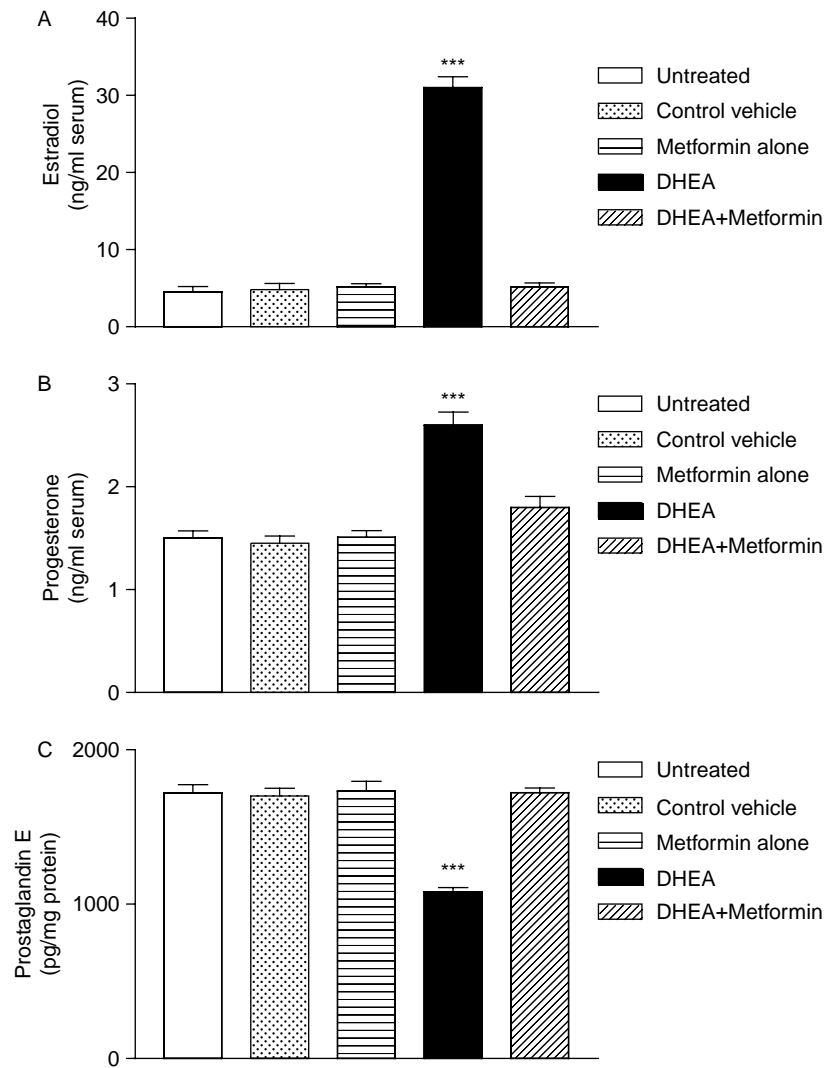 A
40
30
20
10
0
Estradiol
(ng/ml serum)
***
Untreated
Control vehicle
Metformin alone
DHEA
DHEA+Metformin
B
3
2
1
0
Progesterone
(ng/ml serum)
***
Untreated
Control vehicle
Metformin alone
DHEA
DHEA+Metformin
C
2000
1000
0
Prostaglandin E
(pg/mg protein)
***
Untreated
Control vehicle
Metformin alone
DHEA
DHEA+Metformin